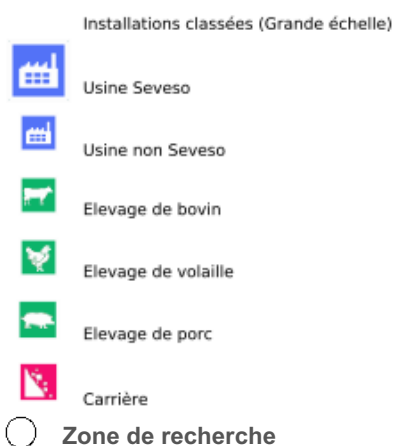 Installations classées (Grande échelle)
Usine Seveso
Usine non Seveso
Elevage de bovin
Elevage de volaille
Elevage de porc
Carrière
Zone de recherche